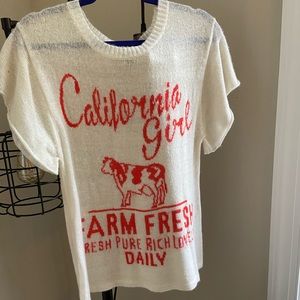 California
Girl
FARM FRESH
FRESH PURE RICH LOVE
DAILY